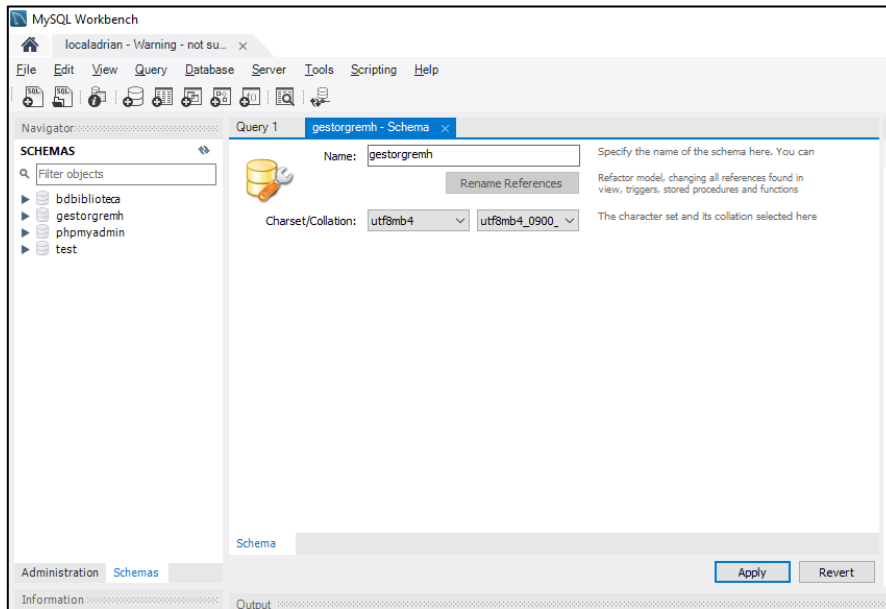 MySQL Workbench
localadrian - Warning - not su... ×
File Edit View Query Database Server Tools Scripting Help
Navigator
SCHEMAS
Filter objects
bdbiblioteca
gestorgremh
phpmyadmin
test
Administration Schemas
Information
Query 1 gestorgremh - Schema ×
Name: gestorgremh
Specify the name of the schema here. You can
Rename References
Refactor model, changing all references found in
view, triggers, stored procedures and functions
Charset/Collation: utf8mb4 utf8mb4_0900_
The character set and its collation selected here
Schema
Apply Revert
Output